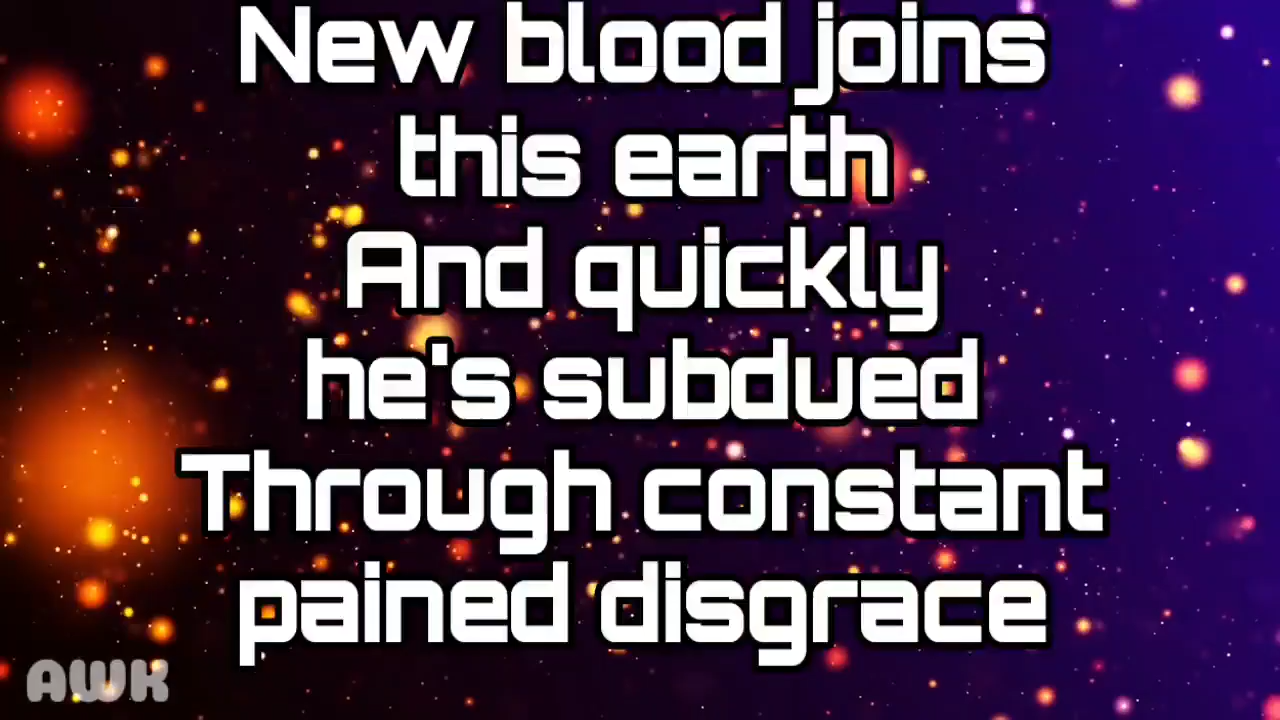 New blood joins
this earth
And quickly
he's subdued
Through constant
pained disgrace
AWK